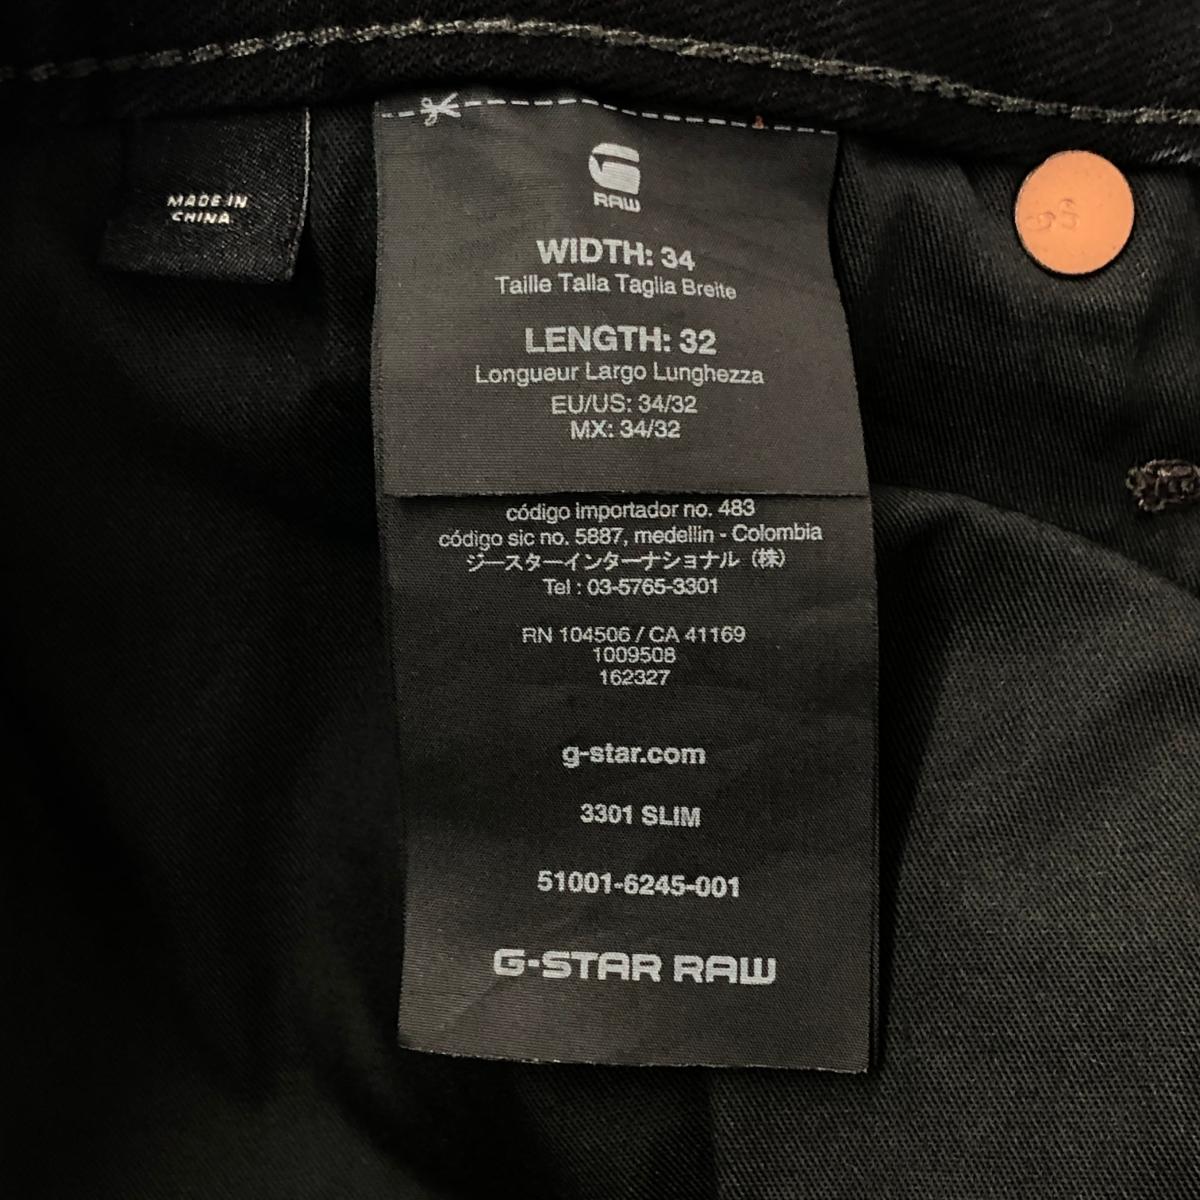 MADE IN
CHINA
G
RAW
WIDTH: 34
Taille Talla Taglia Breite
LENGTH: 32
Longueur Largo Lunghezza
EU/US: 34/32
MX: 34/32
código importador no. 483
código sic no. 5887, medellin - Colombia
ジースターインターナショナル（株）
Tel : 03-5765-3301
RN 104506 / CA 41169
1009508
162327
g-star.com
3301 SLIM
51001-6245-001
G-STAR RAW